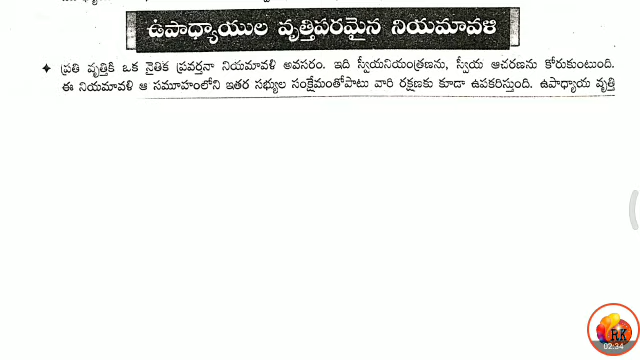 ఉపాధ్యాయుల వృత్తిపరమైన నియమావళి
✦ ప్రతి వృత్తికి ఒక నైతిక ప్రవర్తనా నియమావళి అవసరం. ఇది స్వీయనియంత్రణను, స్వీయ ఆచరణను కోరుకుంటుంది.
ఈ నియమావళి ఆ సమూహంలోని ఇతర సభ్యుల సంక్షేమంతోపాటు వారి రక్షణకు కూడా ఉపకరిస్తుంది. ఉపాధ్యాయ వృత్తి
RK
02:34